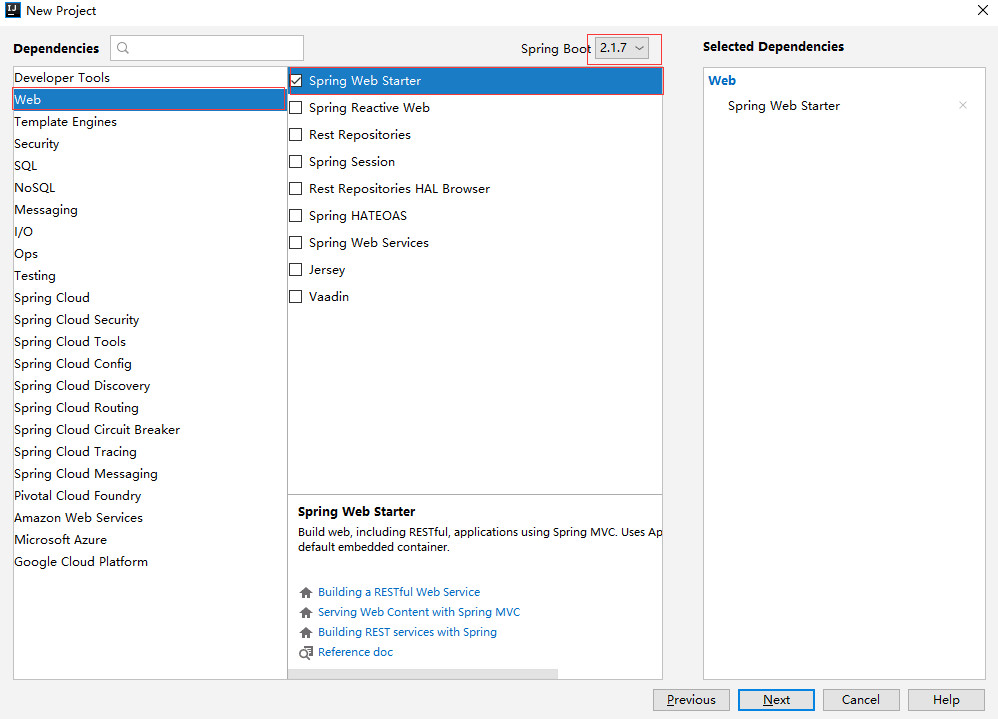 New Project
Dependencies
Spring Boot 2.1.7
Selected Dependencies
Developer Tools
Web
Template Engines
Security
SQL
NoSQL
Messaging
I/O
Ops
Testing
Spring Cloud
Spring Cloud Security
Spring Cloud Tools
Spring Cloud Config
Spring Cloud Discovery
Spring Cloud Routing
Spring Cloud Circuit Breaker
Spring Cloud Tracing
Spring Cloud Messaging
Pivotal Cloud Foundry
Amazon Web Services
Microsoft Azure
Google Cloud Platform
Spring Web Starter
Spring Reactive Web
Rest Repositories
Spring Session
Rest Repositories HAL Browser
Spring HATEOAS
Spring Web Services
Jersey
Vaadin
Spring Web Starter
Build web, including RESTful, applications using Spring MVC. Uses Ap
default embedded container.
Building a RESTful Web Service
Serving Web Content with Spring MVC
Building REST services with Spring
Reference doc
Web
Spring Web Starter
Previous
Next
Cancel
Help